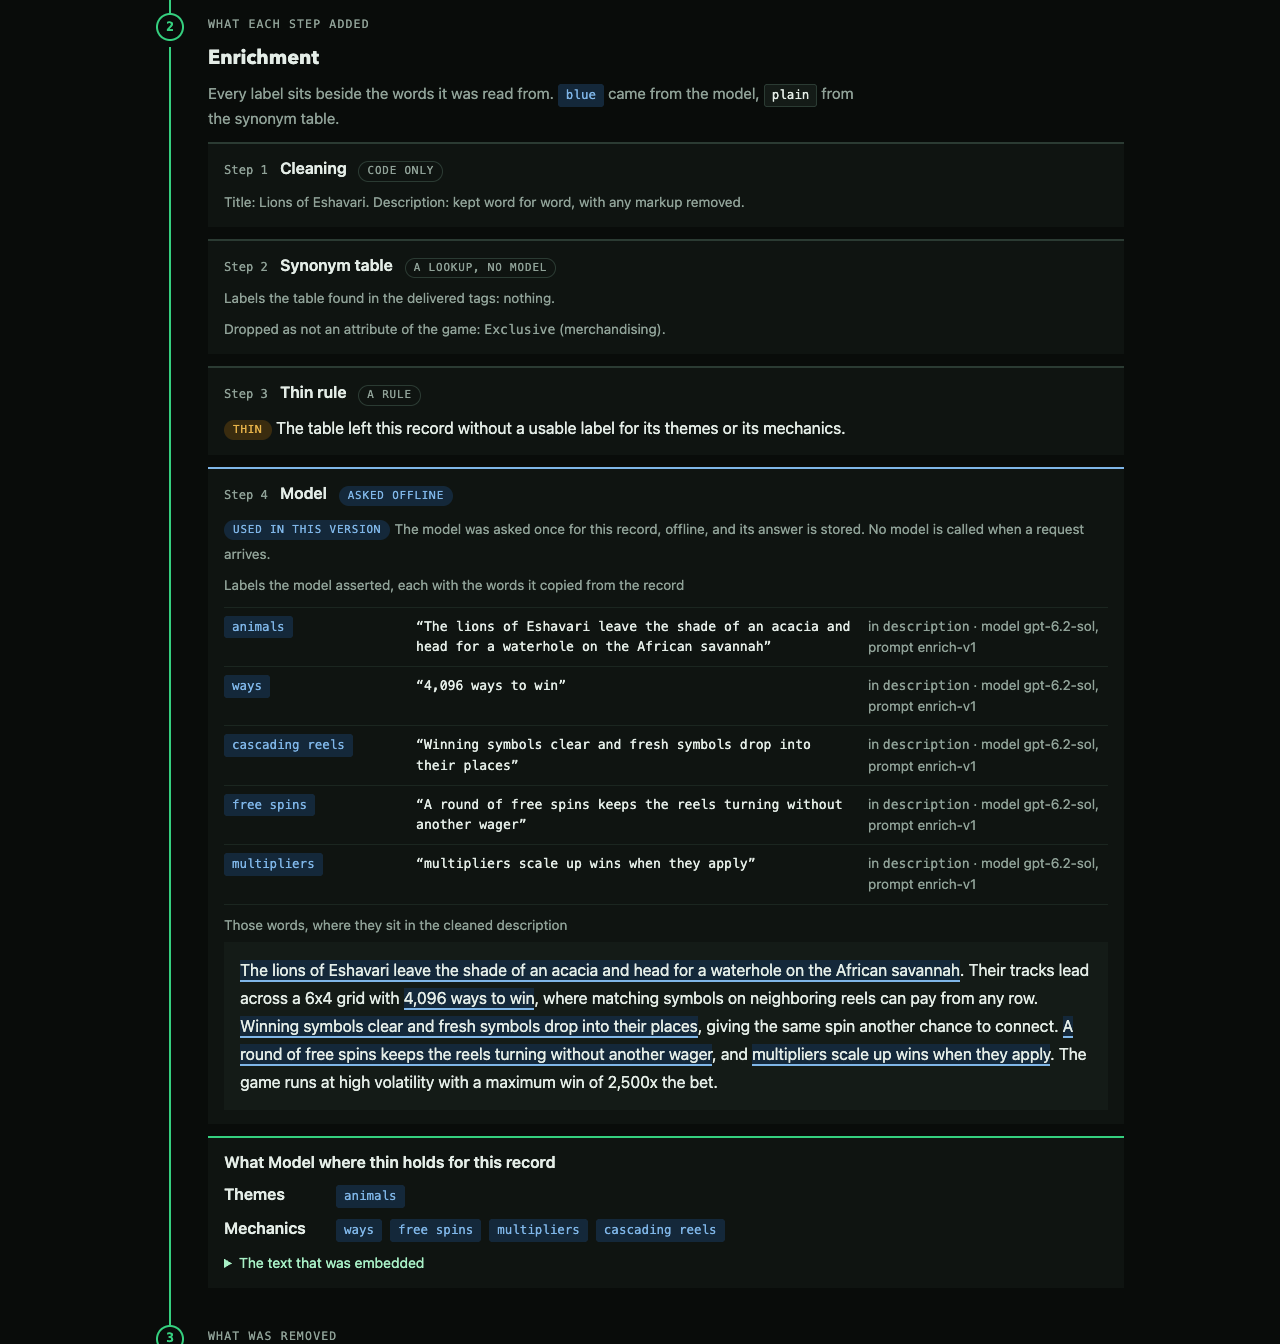 2
WHAT EACH STEP ADDED
Enrichment
Every label sits beside the words it was read from. blue came from the model, plain from
the synonym table.
Step 1 Cleaning CODE ONLY
Title: Lions of Eshavari. Description: kept word for word, with any markup removed.
Step 2 Synonym table A LOOKUP, NO MODEL
Labels the table found in the delivered tags: nothing.
Dropped as not an attribute of the game: Exclusive (merchandising).
Step 3 Thin rule A RULE
THIN The table left this record without a usable label for its themes or its mechanics.
Step 4 Model ASKED OFFLINE
USED IN THIS VERSION The model was asked once for this record, offline, and its answer is stored. No model is called when a request
arrives.
Labels the model asserted, each with the words it copied from the record
animals “The lions of Eshavari leave the shade of an acacia and in description · model gpt-6.2-sol,
head for a waterhole on the African savannah” prompt enrich-v1
ways “4,096 ways to win” in description · model gpt-6.2-sol,
prompt enrich-v1
cascading reels “Winning symbols clear and fresh symbols drop into in description · model gpt-6.2-sol,
their places” prompt enrich-v1
free spins “A round of free spins keeps the reels turning without in description · model gpt-6.2-sol,
another wager” prompt enrich-v1
multipliers “multipliers scale up wins when they apply” in description · model gpt-6.2-sol,
prompt enrich-v1
Those words, where they sit in the cleaned description
The lions of Eshavari leave the shade of an acacia and head for a waterhole on the African savannah. Their tracks lead
across a 6x4 grid with 4,096 ways to win, where matching symbols on neighboring reels can pay from any row.
Winning symbols clear and fresh symbols drop into their places, giving the same spin another chance to connect. A
round of free spins keeps the reels turning without another wager, and multipliers scale up wins when they apply. The
game runs at high volatility with a maximum win of 2,500x the bet.
What Model where thin holds for this record
Themes animals
Mechanics ways free spins multipliers cascading reels
▶ The text that was embedded
3
WHAT WAS REMOVED